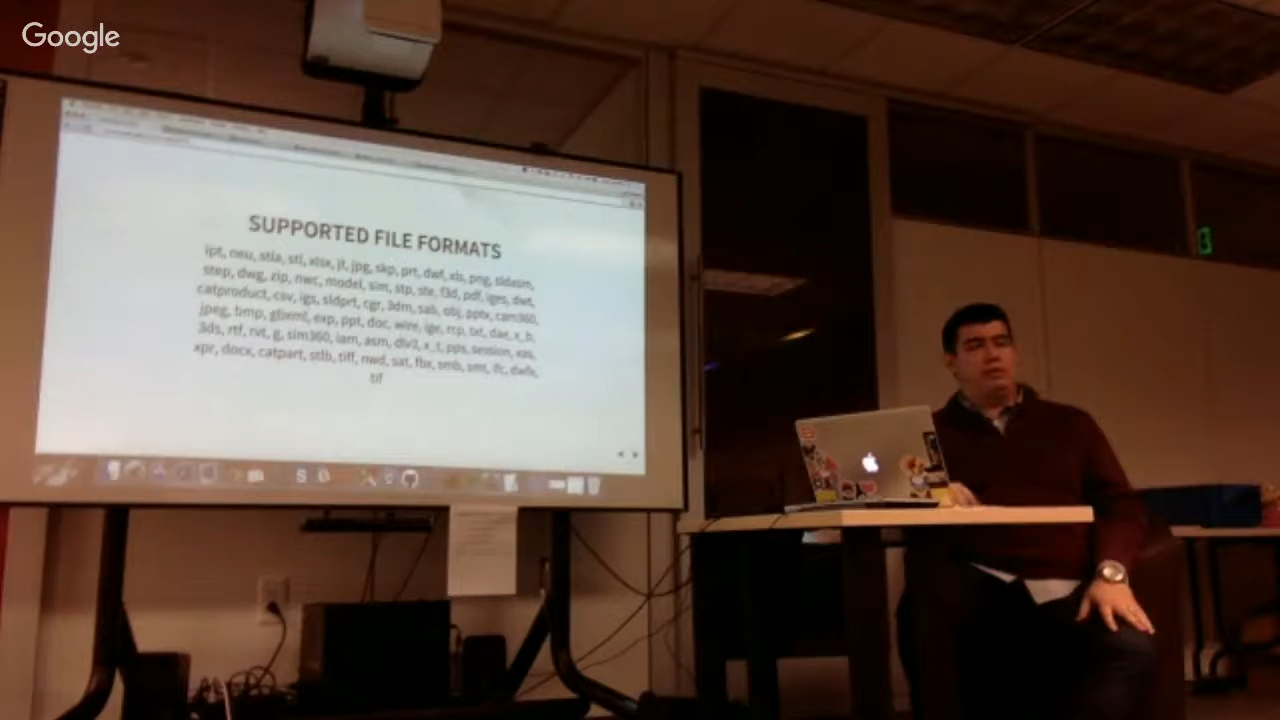 Google
SUPPORTED FILE FORMATS
ipt, neu, stla, stl, xlsx, jt, jpg, skp, prt, dwf, xls, png, sldasm,
step, dwg, zip, nwc, model, sim, stp, ste, f3d, pdf, iges, dwt,
catproduct, csv, igs, sldprt, cgr, 3dm, sab, obj, pptx, cam360,
jpeg, bmp, gbxml, exp, ppt, doc, wire, ige, rcp, txt, dae, x_b,
3ds, rtf, rvt, g, sim360, iam, asm, dlv3, x_t, pps, session, xas,
xpr, docx, catpart, stlb, tiff, nwd, sat, fbx, smb, smt, ifc, dwfx,
tif